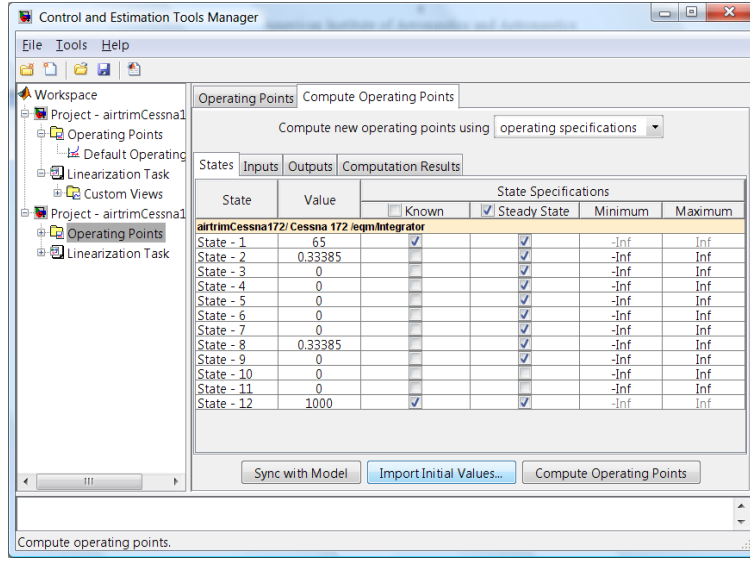 Control and Estimation Tools Manager
File Tools Help
Workspace
Project - airtrimCessna1
Operating Points
Default Operating
Linearization Task
Custom Views
Project - airtrimCessna1
Operating Points
Linearization Task
Operating Points Compute Operating Points
Compute new operating points using operating specifications
States Inputs Outputs Computation Results
State Value State Specifications
Known Steady State Minimum Maximum
airtrimCessna172/ Cessna 172 /eqm/Integrator
State - 1 65 -Inf Inf
State - 2 0.33385 -Inf Inf
State - 3 0 -Inf Inf
State - 4 0 -Inf Inf
State - 5 0 -Inf Inf
State - 6 0 -Inf Inf
State - 7 0 -Inf Inf
State - 8 0.33385 -Inf Inf
State - 9 0 -Inf Inf
State - 10 0 -Inf Inf
State - 11 0 -Inf Inf
State - 12 1000 -Inf Inf
Sync with Model Import Initial Values... Compute Operating Points
Compute operating points.